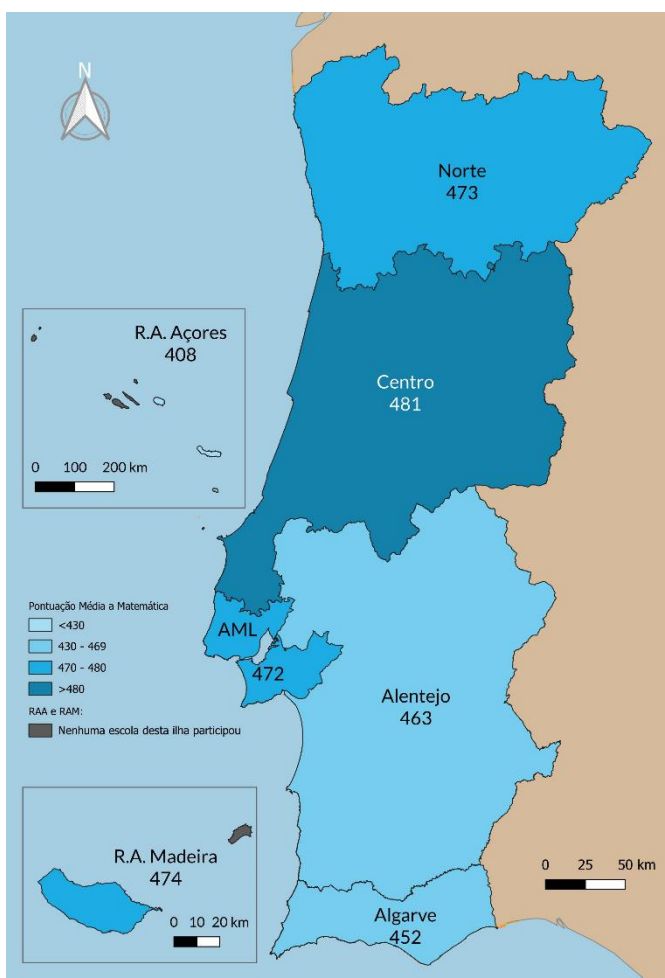 N
Norte
473
R.A. Açores
408
0 100 200 km
Centro
481
Pontuação Média a Matemática
<430
430 - 469
470 - 480
>480
RAA e RAM:
Nenhuma escola desta ilha participou
AML
472
Alentejo
463
R.A. Madeira
474
0 10 20 km
0 25 50 km
Algarve
452